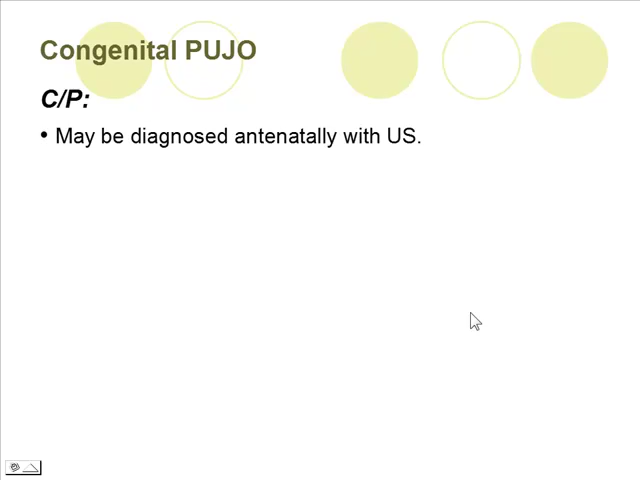 Congenital PUJO
C/P:
• May be diagnosed antenatally with US.